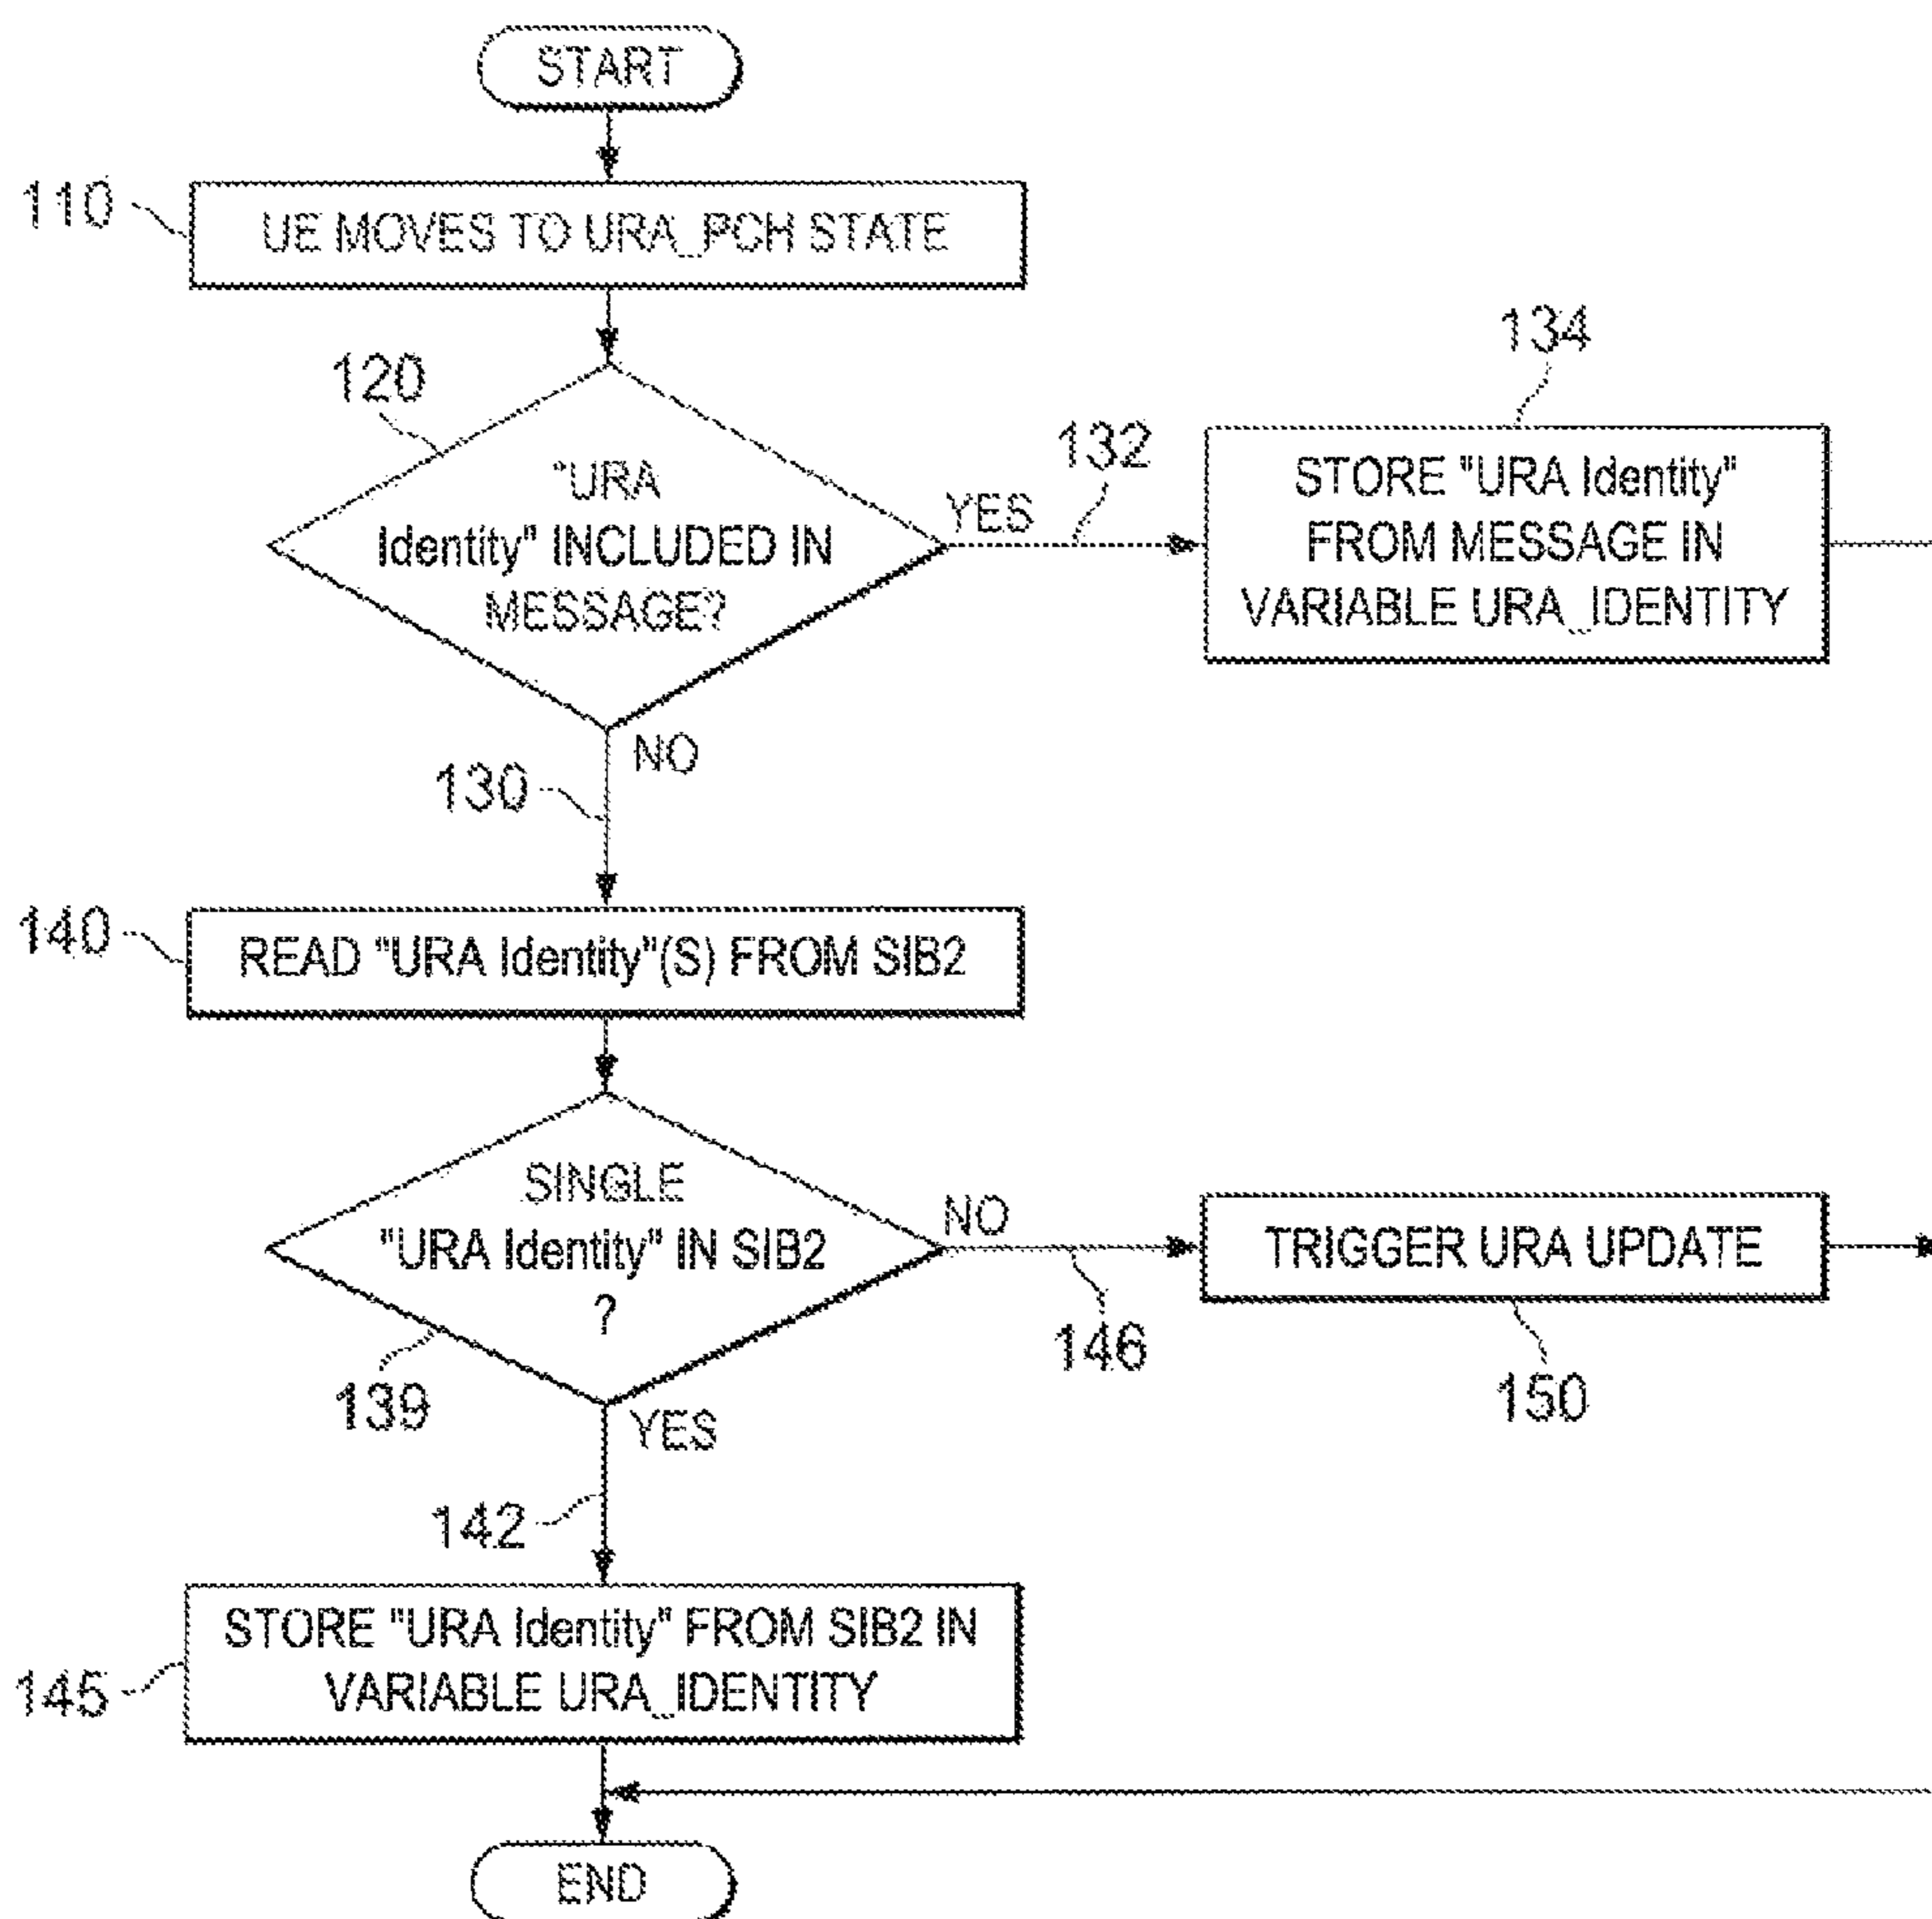 START
110
UE MOVES TO URA_PCH STATE
120
"URA
Identity" INCLUDED IN
MESSAGE?
YES
132
134
STORE "URA Identity"
FROM MESSAGE IN
VARIABLE URA_IDENTITY
NO
130
140
READ "URA Identity"(S) FROM SIB2
SINGLE
"URA Identity" IN SIB2
?
139
NO
146
TRIGGER URA UPDATE
150
YES
142
145
STORE "URA Identity" FROM SIB2 IN
VARIABLE URA_IDENTITY
END